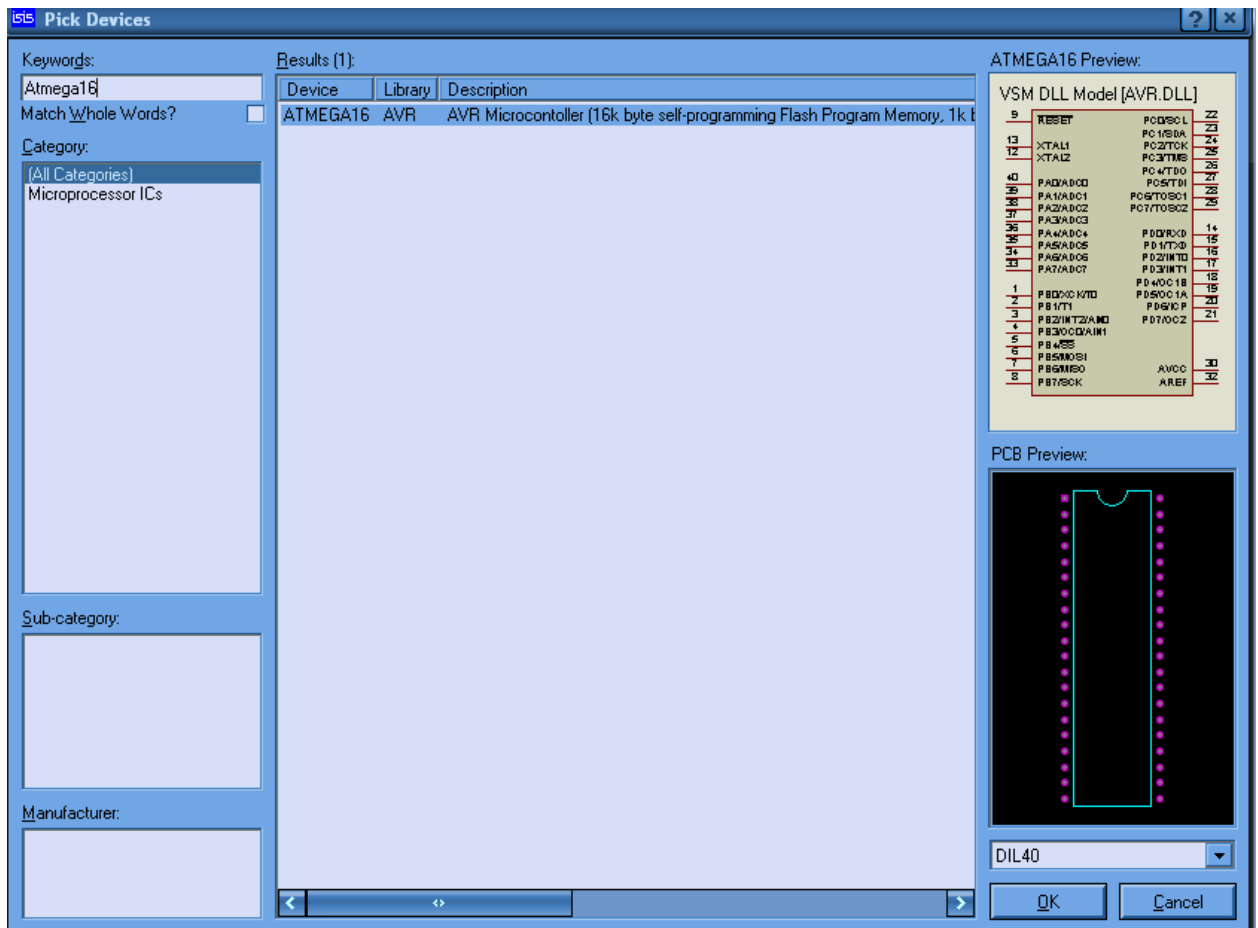 isis Pick Devices
Keywords:
Atmega16
Match Whole Words?
Category:
(All Categories)
Microprocessor ICs
Sub-category:
Manufacturer:
Results (1):
Device Library Description
ATMEGA16 AVR AVR Microcontoller (16k byte self-programming Flash Program Memory, 1k b
ATMEGA16 Preview:
VSM DLL Model [AVR.DLL]
9 RESET PC0/SCL 22
PC1/SDA 23
13 XTAL1 PC2/TCK 24
12 XTAL2 PC3/TMS 25
PC4/TDO 26
40 PA0/ADC0 PC5/TDI 27
39 PA1/ADC1 PC6/TOSC1 28
38 PA2/ADC2 PC7/TOSC2 29
37 PA3/ADC3
36 PA4/ADC4 PD0/RXD 14
35 PA5/ADC5 PD1/TXD 15
34 PA6/ADC6 PD2/INT0 16
33 PA7/ADC7 PD3/INT1 17
PD4/OC1B 18
1 PB0/XCK/T0 PD5/OC1A 19
2 PB1/T1 PD6/ICP 20
3 PB2/INT2/AIN0 PD7/OC2 21
4 PB3/OC0/AIN1
5 PB4/SS
6 PB5/MOSI
7 PB6/MISO AVCC 30
8 PB7/SCK AREF 32
PCB Preview:
DIL40
OK Cancel